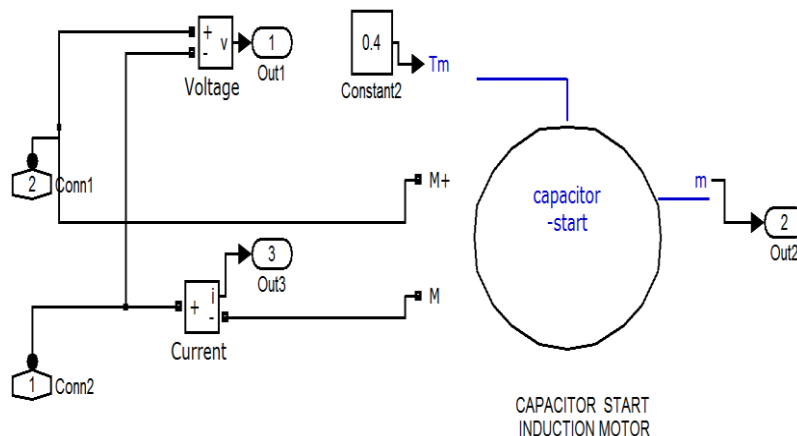 +
-
v
1
Out1
Voltage
0.4
Constant2
Tm
2
Conn1
M+
capacitor
-start
m
2
Out2
3
Out3
+
i
-
M
Current
1
Conn2
CAPACITOR START
INDUCTION MOTOR